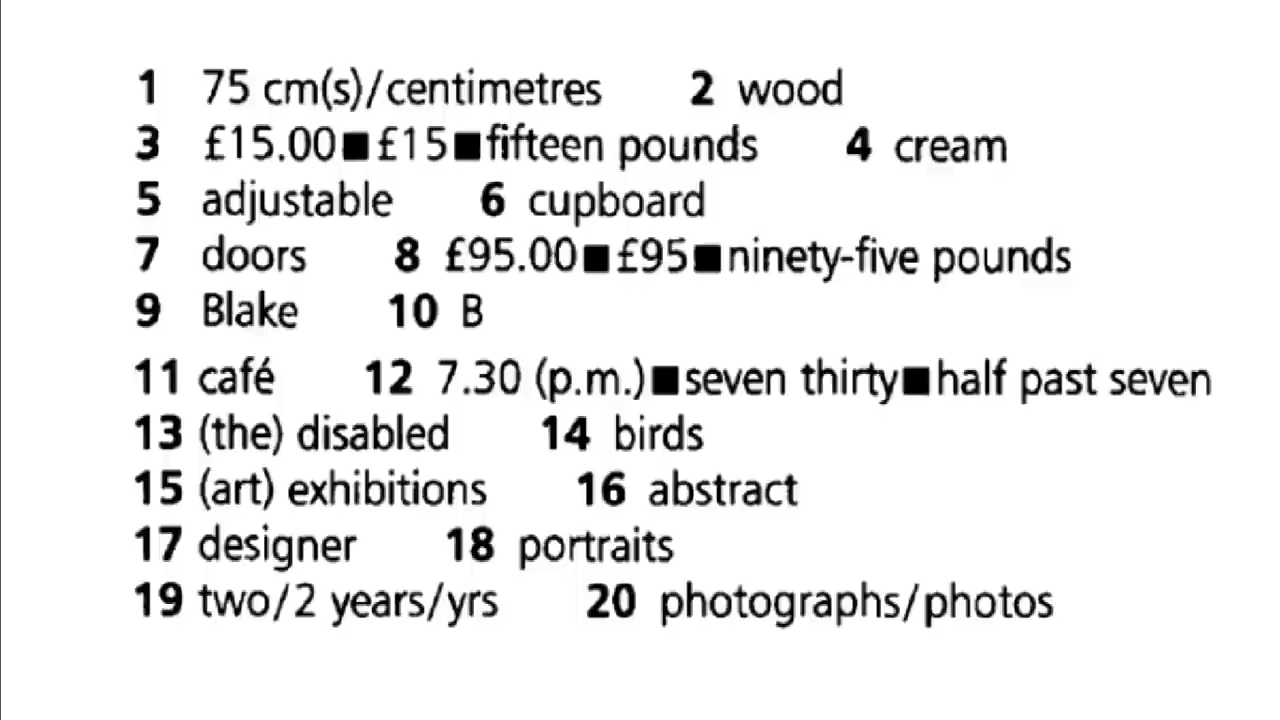 1 75 cm(s)/centimetres 2 wood
3 £15.00■£15■fifteen pounds 4 cream
5 adjustable 6 cupboard
7 doors 8 £95.00■£95■ninety-five pounds
9 Blake 10 B
11 café 12 7.30 (p.m.)■seven thirty■half past seven
13 (the) disabled 14 birds
15 (art) exhibitions 16 abstract
17 designer 18 portraits
19 two/2 years/yrs 20 photographs/photos